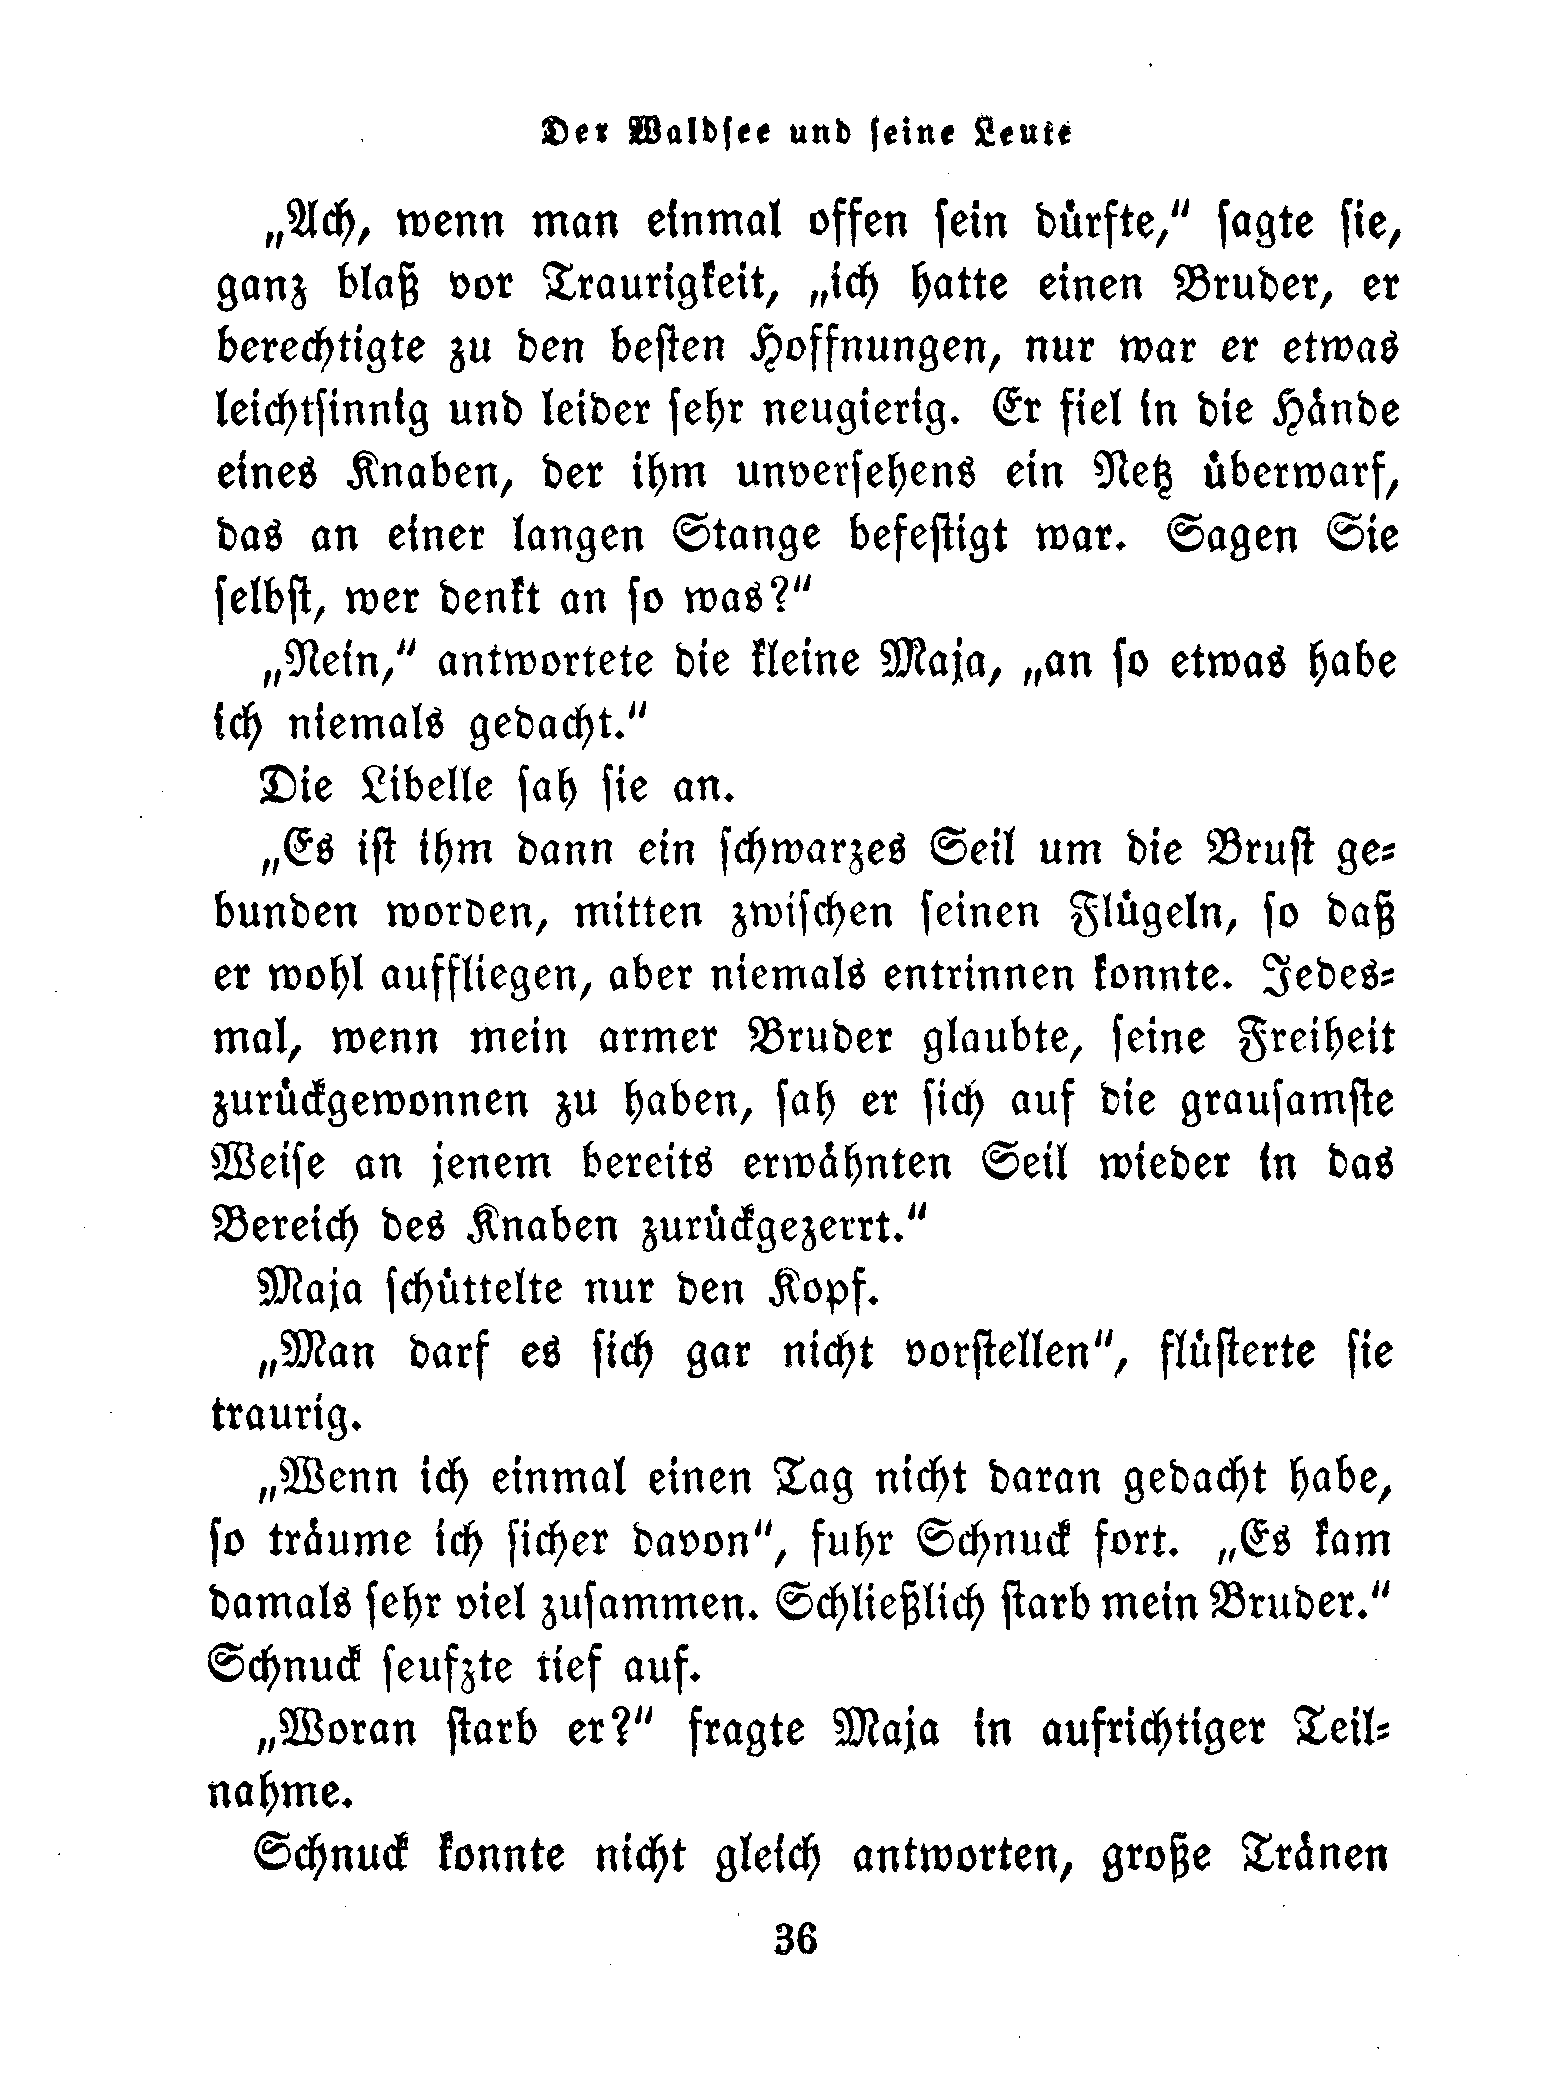 Der Waldsee und seine Leute
„Ach, wenn man einmal offen sein dürfte,“ sagte sie,
ganz blaß vor Traurigkeit, „ich hatte einen Bruder, er
berechtigte zu den besten Hoffnungen, nur war er etwas
leichtsinnig und leider sehr neugierig. Er fiel in die Hände
eines Knaben, der ihm unversehens ein Netz überwarf,
das an einer langen Stange befestigt war. Sagen Sie
selbst, wer denkt an so was?“
„Nein,“ antwortete die kleine Maja, „an so etwas habe
ich niemals gedacht.“
Die Libelle sah sie an.
„Es ist ihm dann ein schwarzes Seil um die Brust ge-
bunden worden, mitten zwischen seinen Flügeln, so daß
er wohl auffliegen, aber niemals entrinnen konnte. Jedes-
mal, wenn mein armer Bruder glaubte, seine Freiheit
zurückgewonnen zu haben, sah er sich auf die grausamste
Weise an jenem bereits erwähnten Seil wieder in das
Bereich des Knaben zurückgezerrt.“
Maja schüttelte nur den Kopf.
„Man darf es sich gar nicht vorstellen“, flüsterte sie
traurig.
„Wenn ich einmal einen Tag nicht daran gedacht habe,
so träume ich sicher davon“, fuhr Schnuck fort. „Es kam
damals sehr viel zusammen. Schließlich starb mein Bruder.“
Schnuck seufzte tief auf.
„Woran starb er?“ fragte Maja in aufrichtiger Teil-
nahme.
Schnuck konnte nicht gleich antworten, große Tränen
36